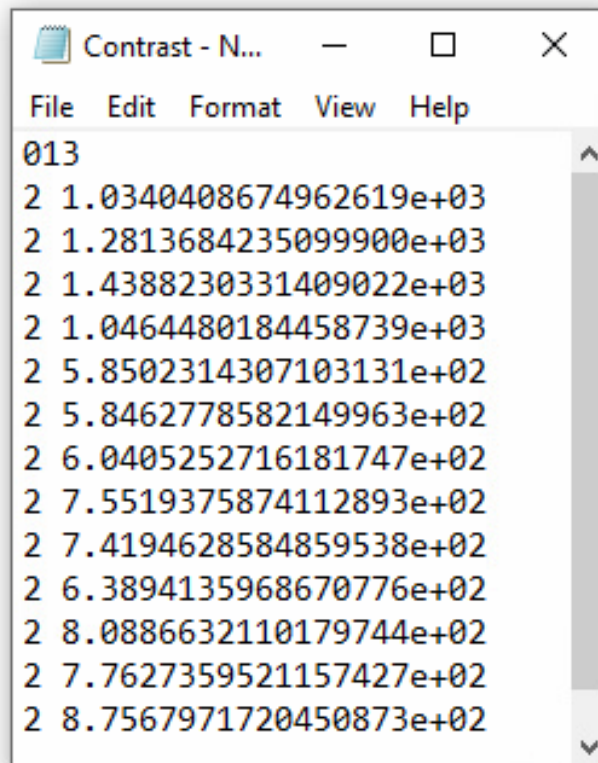 Contrast - N...
File Edit Format View Help
013
2 1.0340408674962619e+03
2 1.2813684235099900e+03
2 1.4388230331409022e+03
2 1.0464480184458739e+03
2 5.8502314307103131e+02
2 5.8462778582149963e+02
2 6.0405252716181747e+02
2 7.5519375874112893e+02
2 7.4194628584859538e+02
2 6.3894135968670776e+02
2 8.0886632110179744e+02
2 7.7627359521157427e+02
2 8.7567971720450873e+02